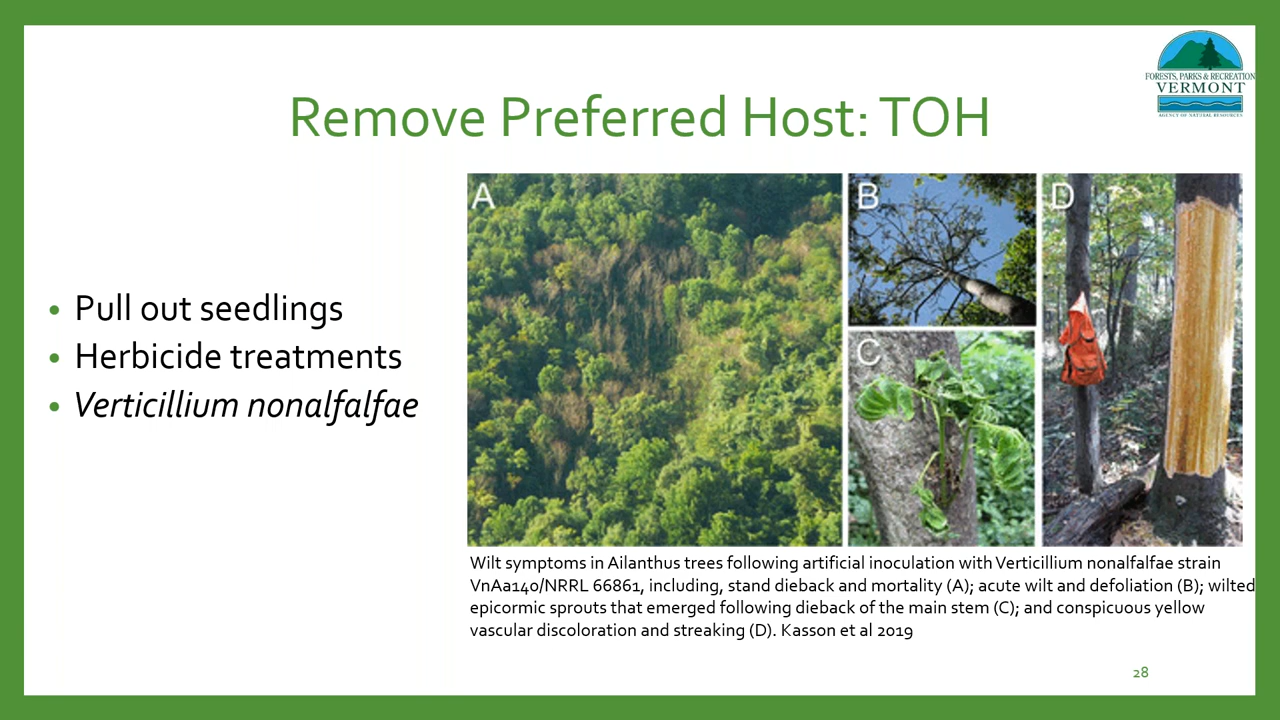 FORESTS, PARKS & RECREATION
VERMONT
AGENCY OF NATURAL RESOURCES
Remove Preferred Host: TOH
• Pull out seedlings
• Herbicide treatments
• Verticillium nonalfalfae
A
B
C
D
Wilt symptoms in Ailanthus trees following artificial inoculation with Verticillium nonalfalfae strain
VnAa140/NRRL 66861, including, stand dieback and mortality (A); acute wilt and defoliation (B); wilted
epicormic sprouts that emerged following dieback of the main stem (C); and conspicuous yellow
vascular discoloration and streaking (D). Kasson et al 2019
28